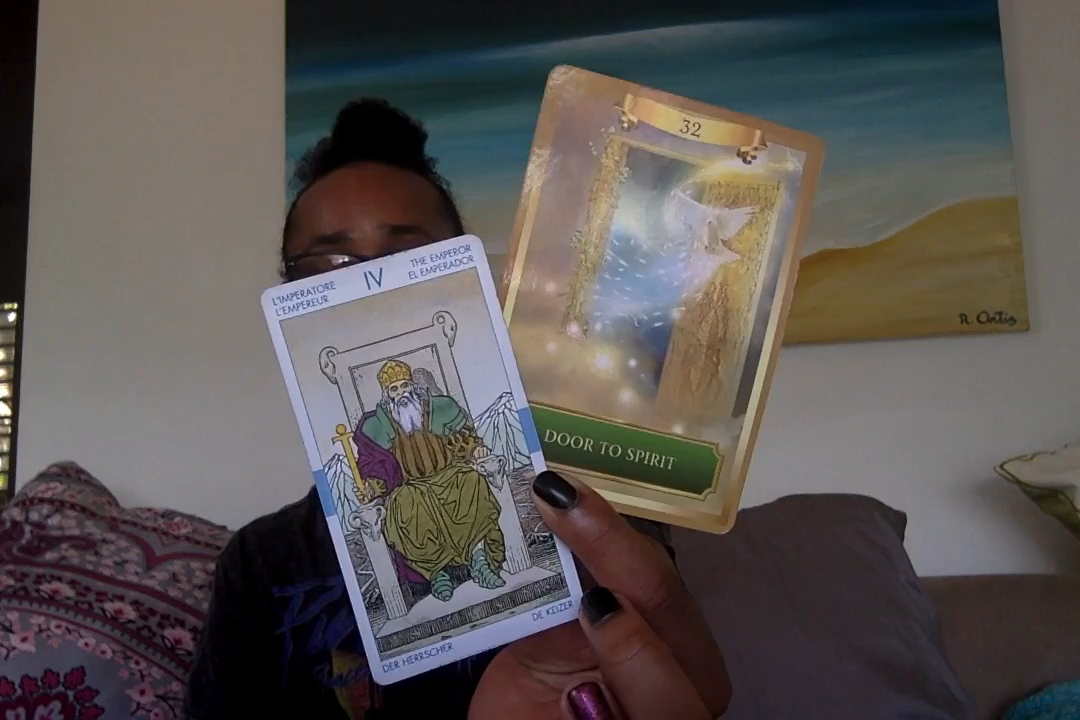 L'IMPERATORE
L'EMPEREUR
IV
THE EMPEROR
EL EMPERADOR
DER HERRSCHER
DE KEIZER
32
DOOR TO SPIRIT
R. Ortiz